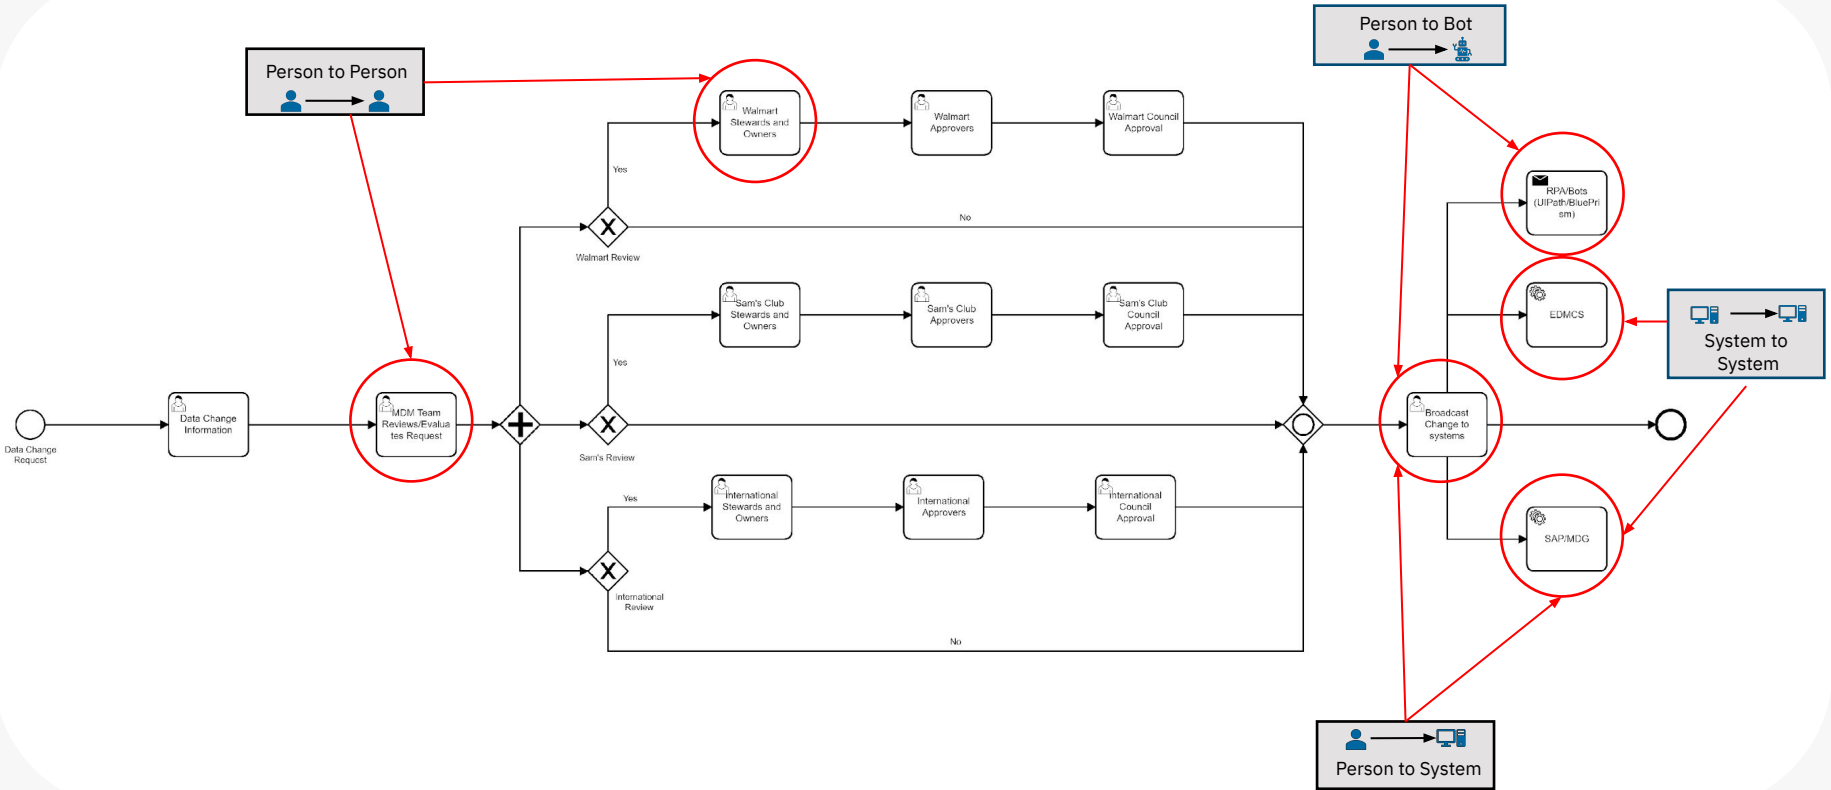 Person to Bot
Person to Person
Walmart
Stewards and
Owners
Walmart
Approvers
Walmart Council
Approval
Yes
RPA/Bots
(UIPath/BluePri
sm)
No
Walmart Review
Sam's Club
Stewards and
Owners
Sam's Club
Approvers
Sam's Club
Council
Approval
EDMCS
System to
System
Yes
Data Change
Request
Data Change
Information
MDM Team
Reviews/Evalua
tes Request
Sam's Review
Broadcast
Change to
systems
Yes
International
Stewards and
Owners
International
Approvers
International
Council
Approval
SAP/MDG
International
Review
No
Person to System